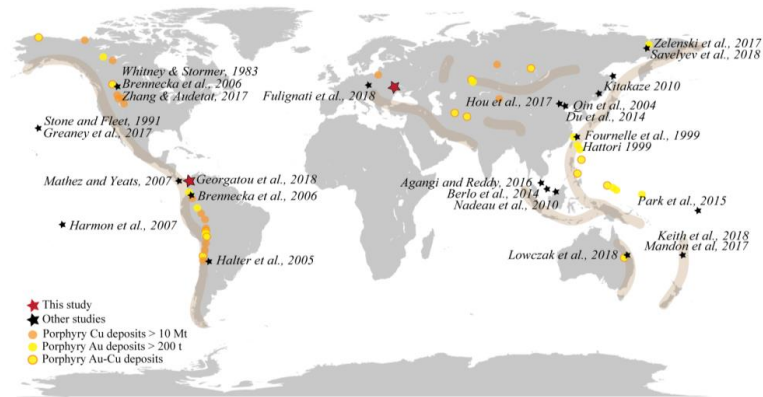 Zelenski et al., 2017
Savelyev et al., 2018
Whitney & Stormer, 1983
Brennecka et al., 2006
Zhang & Audetat, 2017
Kitakaze 2010
Fulignati et al., 2018
Hou et al., 2017
Qin et al., 2004
Du et al., 2014
Stone and Fleet, 1991
Greaney et al., 2017
Fournelle et al., 1999
Hattori 1999
Mathez and Yeats, 2007
Georgatou et al., 2018
Agangi and Reddy, 2016
Brennecka et al., 2006
Berlo et al., 2014
Nadeau et al., 2010
Park et al., 2015
Harmon et al., 2007
Keith et al., 2018
Mandon et al, 2017
Halter et al., 2005
Lowczak et al., 2018
This study
Other studies
Porphyry Cu deposits > 10 Mt
Porphyry Au deposits > 200 t
Porphyry Au-Cu deposits